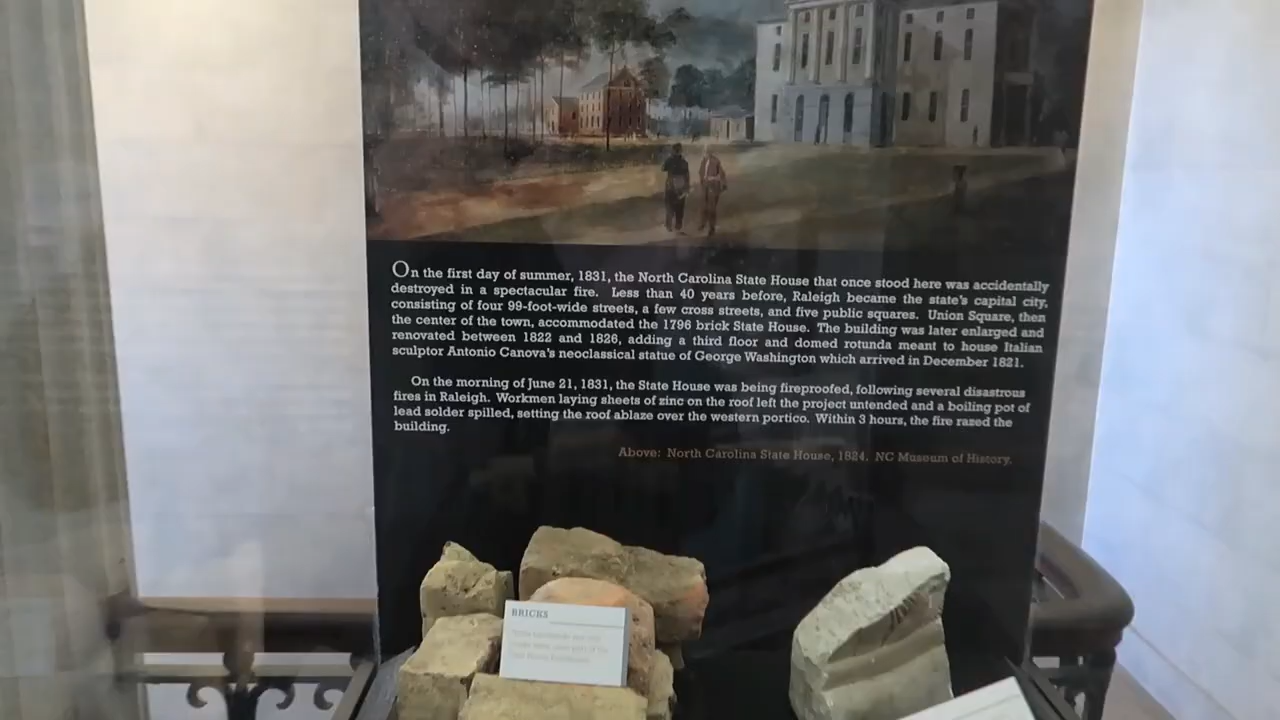 On the first day of summer, 1831, the North Carolina State House that once stood here was accidentally
destroyed in a spectacular fire. Less than 40 years before, Raleigh became the state's capital city,
consisting of four 99-foot-wide streets, a few cross streets, and five public squares. Union Square, then
the center of the town, accommodated the 1796 brick State House. The building was later enlarged and
renovated between 1822 and 1826, adding a third floor and domed rotunda meant to house Italian
sculptor Antonio Canova's neoclassical statue of George Washington which arrived in December 1821.
On the morning of June 21, 1831, the State House was being fireproofed, following several disastrous
fires in Raleigh. Workmen laying sheets of zinc on the roof left the project untended and a boiling pot of
lead solder spilled, setting the roof ablaze over the western portico. Within 3 hours, the fire razed the
building.
Above: North Carolina State House, 1824. NC Museum of History.
BRICKS